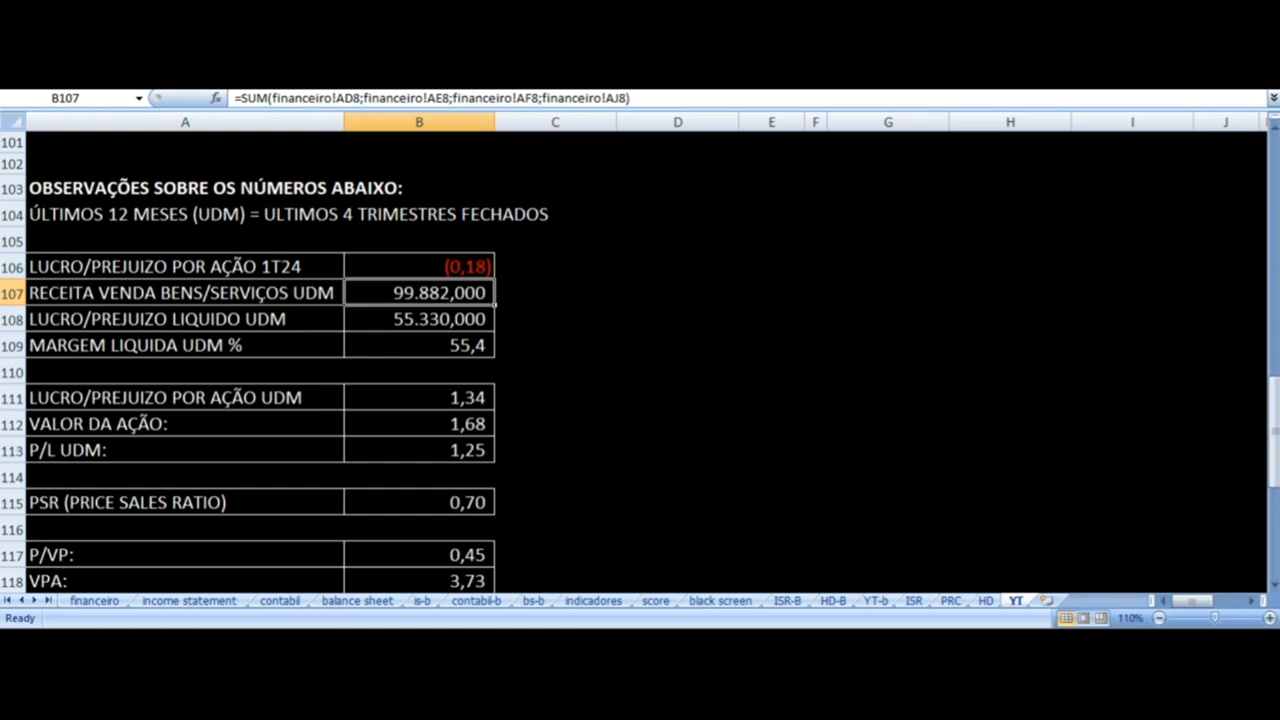 B107 fx =SUM(financeiro!AD8;financeiro!AE8;financeiro!AF8;financeiro!AJ8)
A B C D E F G H I J
101
102
103 OBSERVAÇÕES SOBRE OS NÚMEROS ABAIXO:
104 ÚLTIMOS 12 MESES (UDM) = ULTIMOS 4 TRIMESTRES FECHADOS
105
106 LUCRO/PREJUIZO POR AÇÃO 1T24 (0,18)
107 RECEITA VENDA BENS/SERVIÇOS UDM 99.882,000
108 LUCRO/PREJUIZO LIQUIDO UDM 55.330,000
109 MARGEM LIQUIDA UDM % 55,4
110
111 LUCRO/PREJUIZO POR AÇÃO UDM 1,34
112 VALOR DA AÇÃO: 1,68
113 P/L UDM: 1,25
114
115 PSR (PRICE SALES RATIO) 0,70
116
117 P/VP: 0,45
118 VPA: 3,73
financeiro income statement contabil balance sheet is-b contabil-b bs-b indicadores score black screen ISR-B HD-B YT-b ISR PRC HD YT
Ready 110%